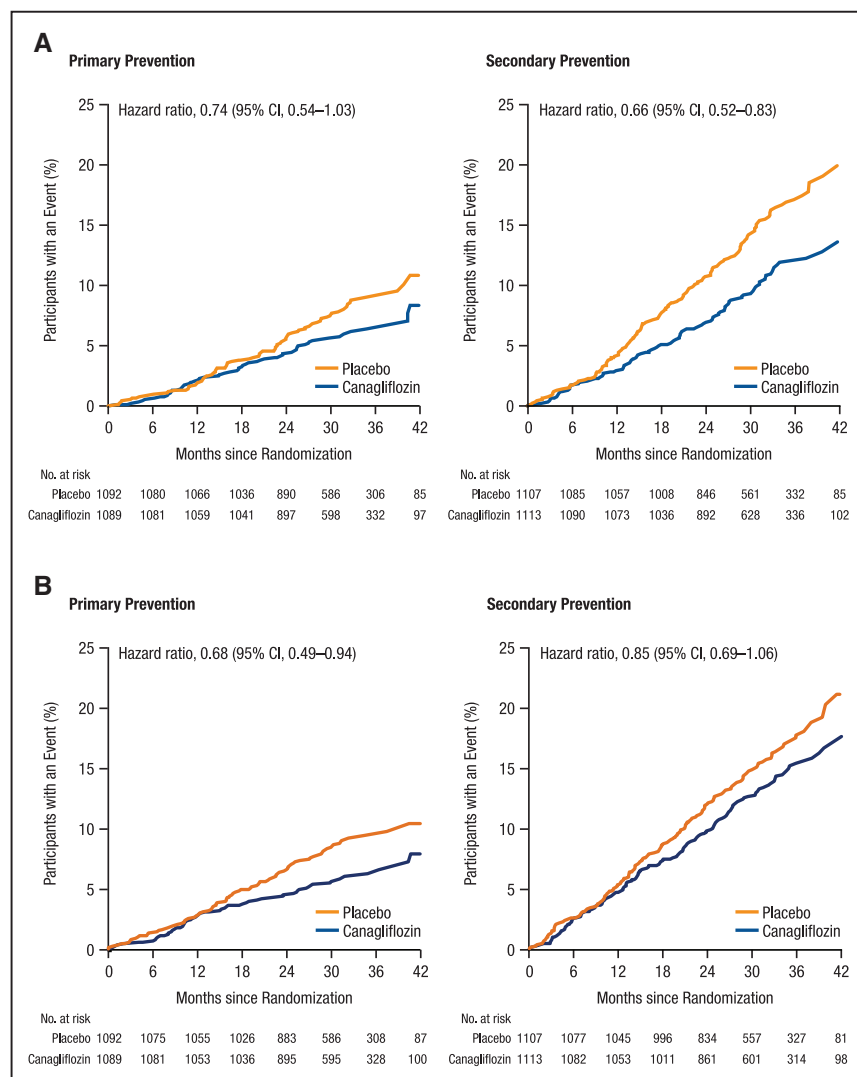 A
Primary Prevention
Hazard ratio, 0.74 (95% CI, 0.54–1.03)
Participants with an Event (%)
25
20
15
10
5
0
Placebo
Canagliflozin
0 6 12 18 24 30 36 42
Months since Randomization
No. at risk
Placebo 1092 1080 1066 1036 890 586 306 85
Canagliflozin 1089 1081 1059 1041 897 598 332 97
Secondary Prevention
Hazard ratio, 0.66 (95% CI, 0.52–0.83)
Participants with an Event (%)
25
20
15
10
5
0
Placebo
Canagliflozin
0 6 12 18 24 30 36 42
Months since Randomization
No. at risk
Placebo 1107 1085 1057 1008 846 561 332 85
Canagliflozin 1113 1090 1073 1036 892 628 336 102
B
Primary Prevention
Hazard ratio, 0.68 (95% CI, 0.49–0.94)
Participants with an Event (%)
25
20
15
10
5
0
Placebo
Canagliflozin
0 6 12 18 24 30 36 42
Months since Randomization
No. at risk
Placebo 1092 1075 1055 1026 883 586 308 87
Canagliflozin 1089 1081 1053 1036 895 595 328 100
Secondary Prevention
Hazard ratio, 0.85 (95% CI, 0.69–1.06)
Participants with an Event (%)
25
20
15
10
5
0
Placebo
Canagliflozin
0 6 12 18 24 30 36 42
Months since Randomization
No. at risk
Placebo 1107 1077 1045 996 834 557 327 81
Canagliflozin 1113 1082 1053 1011 861 601 314 98